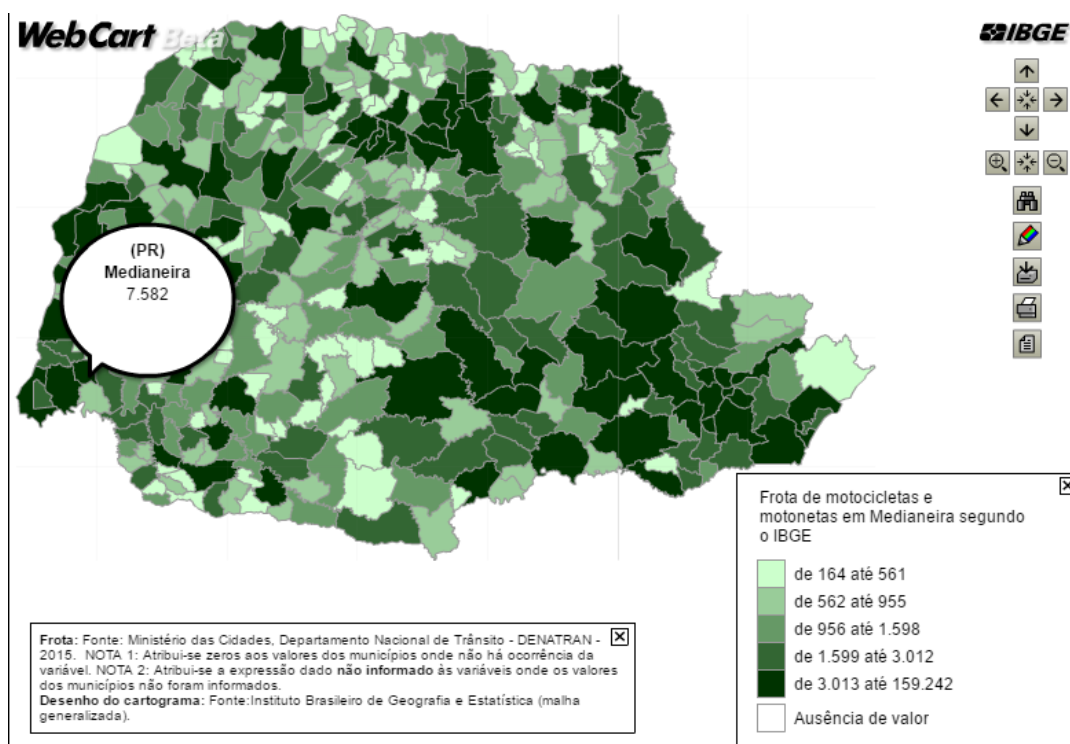 WebCart Beta
IBGE
(PR)
Medianeira
7.582
Frota de motocicletas e
motonetas em Medianeira segundo
o IBGE
de 164 até 561
de 562 até 955
de 956 até 1.598
de 1.599 até 3.012
de 3.013 até 159.242
Ausência de valor
Frota: Fonte: Ministério das Cidades, Departamento Nacional de Trânsito - DENATRAN -
2015. NOTA 1: Atribui-se zeros aos valores dos municípios onde não há ocorrência da
variável. NOTA 2: Atribui-se a expressão dado não informado às variáveis onde os valores
dos municípios não foram informados.
Desenho do cartograma: Fonte:Instituto Brasileiro de Geografia e Estatística (malha
generalizada).